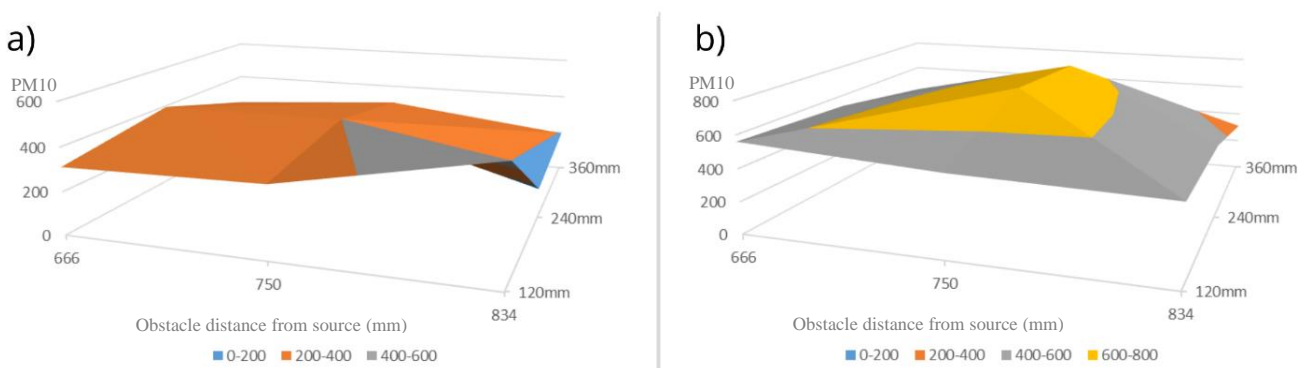 a)
PM10
600
400
200
0
666
750
834
120mm
240mm
360mm
Obstacle distance from source (mm)
0-200 200-400 400-600
b)
PM10
800
600
400
200
0
666
750
834
120mm
240mm
360mm
Obstacle distance from source (mm)
0-200 200-400 400-600 600-800